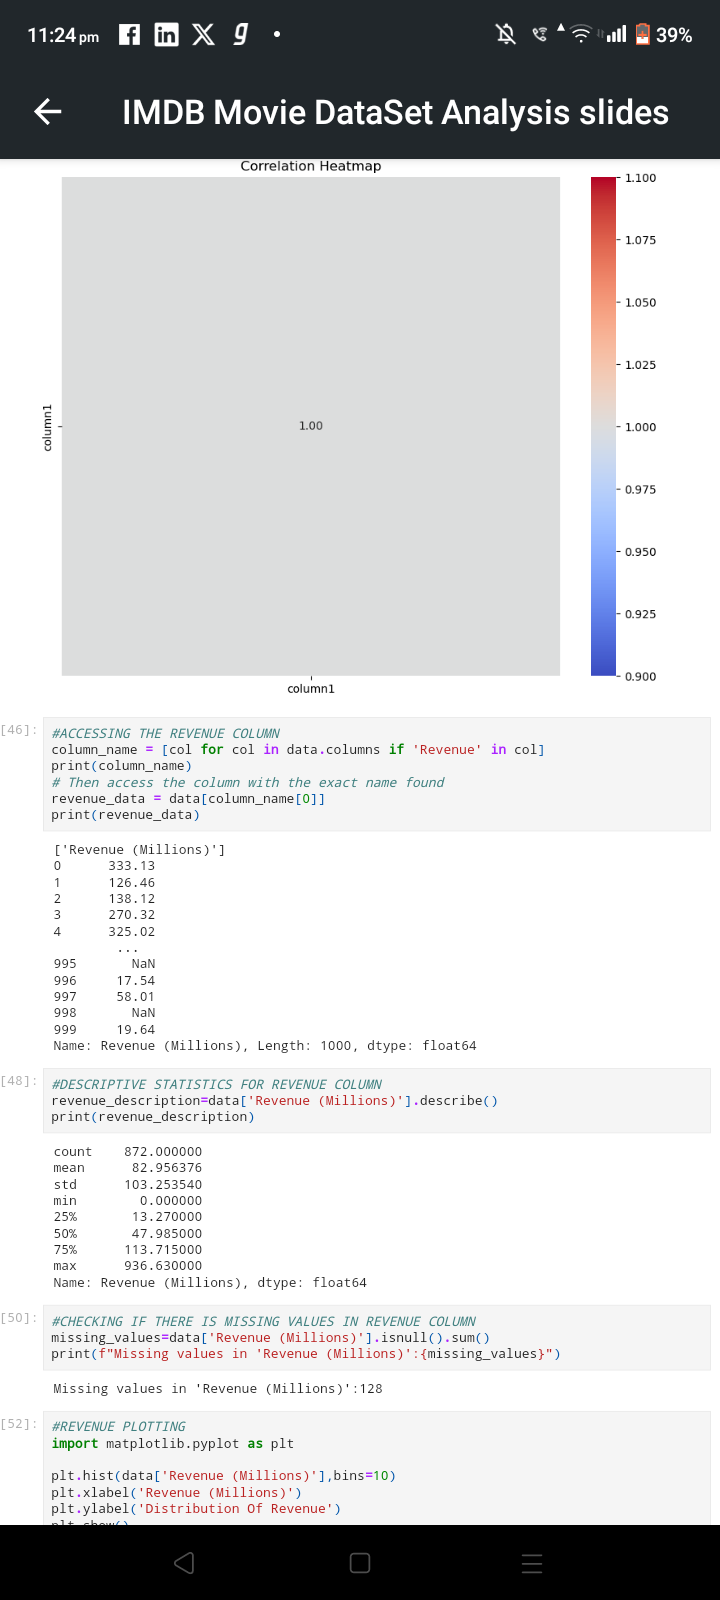 11:24 pm 39%
IMDB Movie DataSet Analysis slides
Correlation Heatmap
1.100
1.075
1.050
1.025
1.000
0.975
0.950
0.925
0.900
column1
1.00
column1
[46]:
#ACCESSING THE REVENUE COLUMN
column_name = [col for col in data.columns if 'Revenue' in col]
print(column_name)
# Then access the column with the exact name found
revenue_data = data[column_name[0]]
print(revenue_data)
['Revenue (Millions)']
0 333.13
1 126.46
2 138.12
3 270.32
4 325.02
...
995 NaN
996 17.54
997 58.01
998 NaN
999 19.64
Name: Revenue (Millions), Length: 1000, dtype: float64
[48]:
#DESCRIPTIVE STATISTICS FOR REVENUE COLUMN
revenue_description=data['Revenue (Millions)'].describe()
print(revenue_description)
count 872.000000
mean 82.956376
std 103.253540
min 0.000000
25% 13.270000
50% 47.985000
75% 113.715000
max 936.630000
Name: Revenue (Millions), dtype: float64
[50]:
#CHECKING IF THERE IS MISSING VALUES IN REVENUE COLUMN
missing_values=data['Revenue (Millions)'].isnull().sum()
print(f"Missing values in 'Revenue (Millions)':{missing_values}")
Missing values in 'Revenue (Millions)':128
[52]:
#REVENUE PLOTTING
import matplotlib.pyplot as plt
plt.hist(data['Revenue (Millions)'],bins=10)
plt.xlabel('Revenue (Millions)')
plt.ylabel('Distribution Of Revenue')
plt.show()